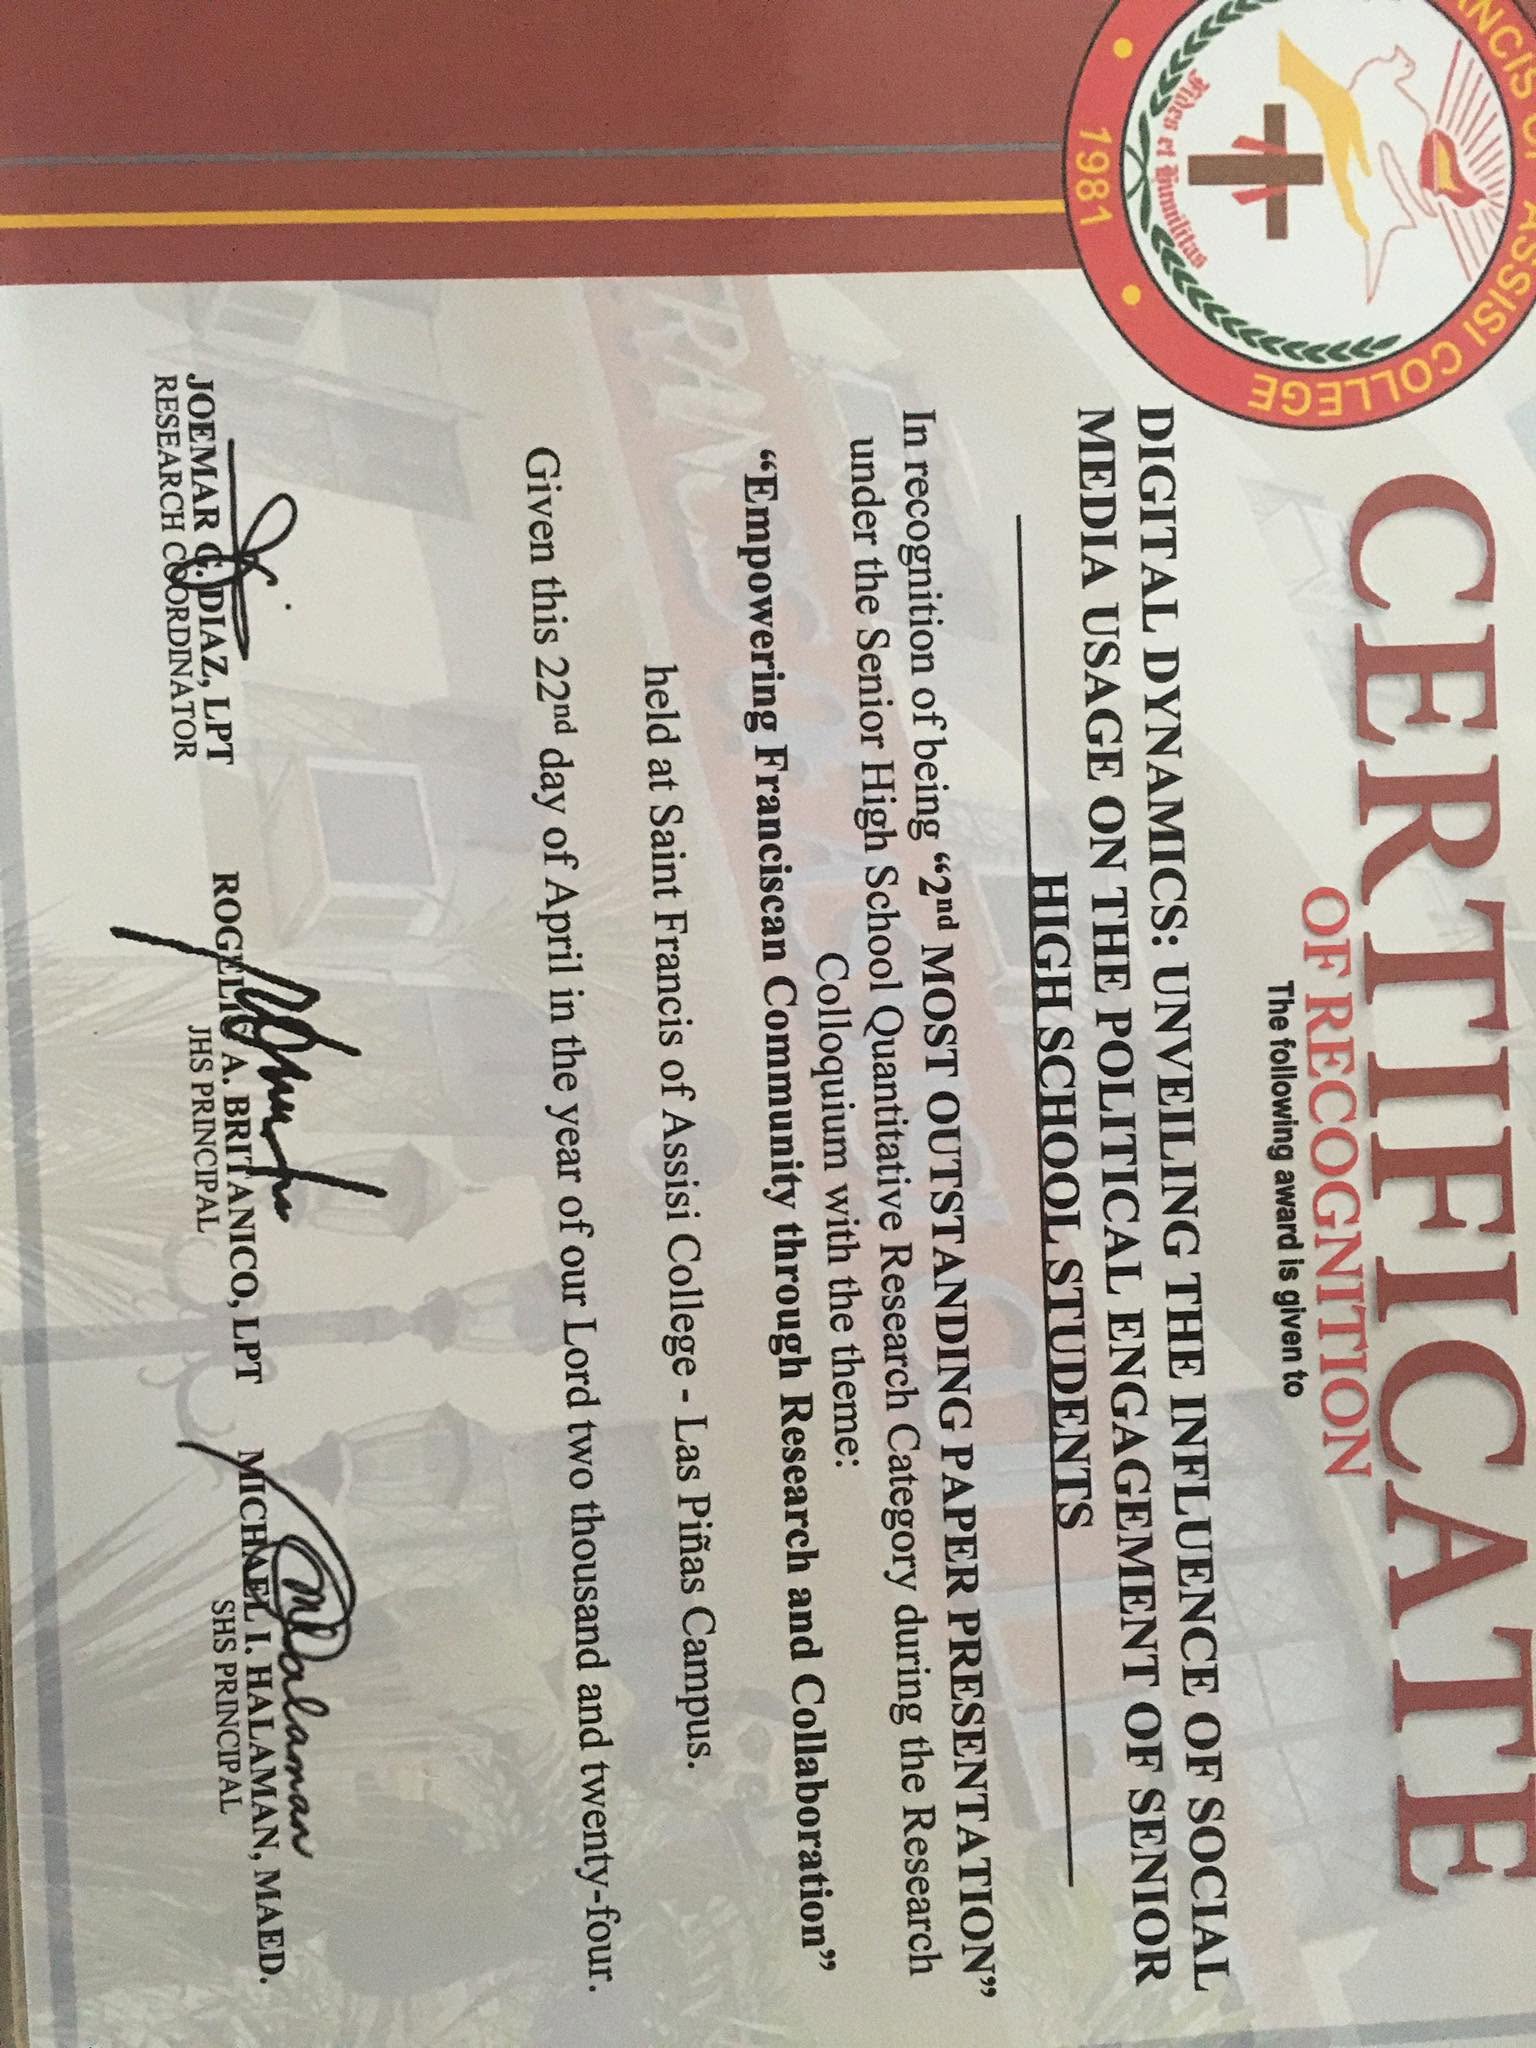 FRANCIS OF ASSISI COLLEGE
Fides et Humilitas
1981
CERTIFICATE
OF RECOGNITION
The following award is given to
DIGITAL DYNAMICS: UNVEILING THE INFLUENCE OF SOCIAL
MEDIA USAGE ON THE POLITICAL ENGAGEMENT OF SENIOR
HIGH SCHOOL STUDENTS
In recognition of being “2nd MOST OUTSTANDING PAPER PRESENTATION”
under the Senior High School Quantitative Research Category during the Research
Colloquium with the theme:
“Empowering Franciscan Community through Research and Collaboration”
held at Saint Francis of Assisi College - Las Piñas Campus.
Given this 22nd day of April in the year of our Lord two thousand and twenty-four.
JOEMAR C. DIAZ, LPT
RESEARCH COORDINATOR
ROGELIO A. BRITANICO, LPT
JHS PRINCIPAL
MICHAEL I. HALAMAN, MAED.
SHS PRINCIPAL